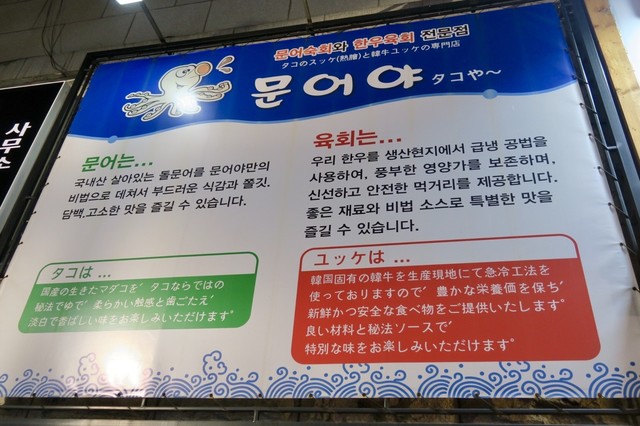 문어숙회와 한우육회 전문점
タコのスッケ(熟膾)と韓牛ユッケの専門店
문어야 タコや～
사무소
문어는...
국내산 살아있는 돌문어를 문어야만의
비법으로 데쳐서 부드러운 식감과 쫄깃.
담백.고소한 맛을 즐길 수 있습니다.
육회는...
우리 한우를 생산현지에서 급냉 공법을
사용하여, 풍부한 영양가를 보존하며,
신선하고 안전한 먹거리를 제공합니다.
좋은 재료와 비법 소스로 특별한 맛을
즐길 수 있습니다.
タコは ...
国産の生きたマダコを゛タコならではの
秘法でゆで゛柔らかい触感と歯ごたえ゛
淡白で香ばしい味をお楽しみいただけます゜
ユッケは ...
韓国固有の韓牛を生産現地にて急冷工法を
使っておりますので゛豊かな栄養価を保ち゛
新鮮かつ安全な食べ物をご提供いたします゜
良い材料と秘法ソースで゛
特別な味をお楽しみいただけます゜